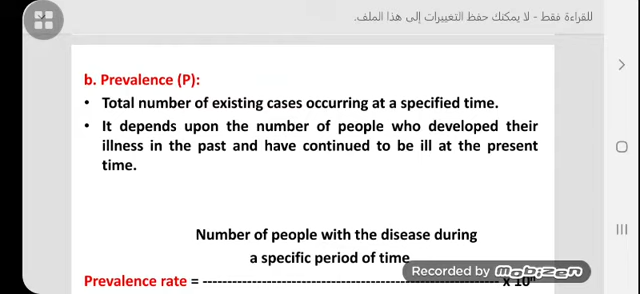 للقراءة فقط - لا يمكنك حفظ التغييرات إلى هذا الملف.
b. Prevalence (P):
• Total number of existing cases occurring at a specified time.
• It depends upon the number of people who developed their
illness in the past and have continued to be ill at the present
time.
Number of people with the disease during
a specific period of time
Prevalence rate = ------------------------------------------------ x 10ⁿ
Recorded by Mobizen